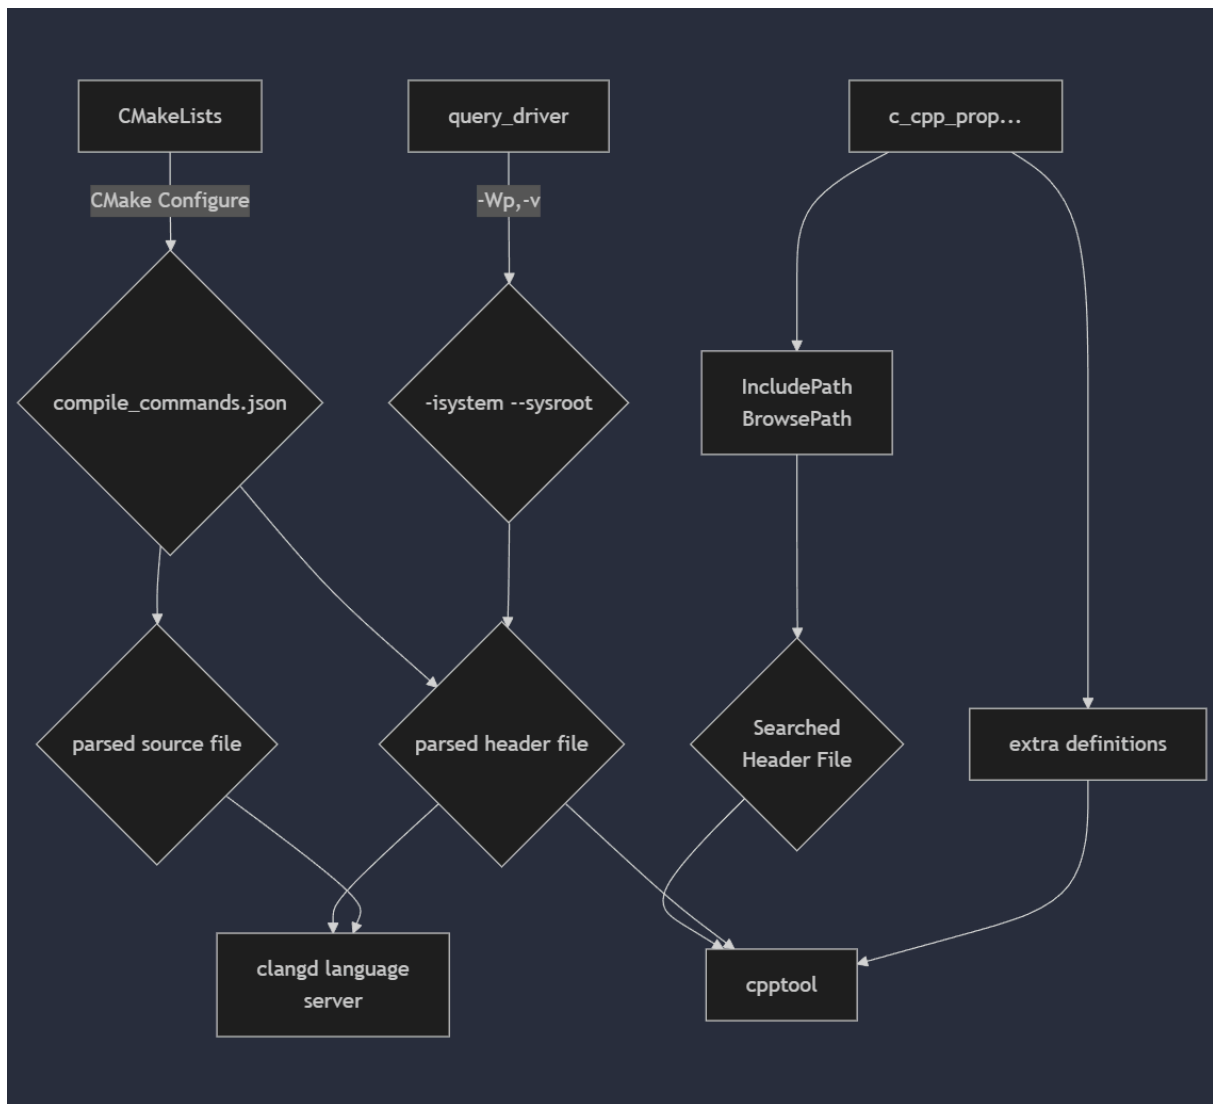 CMakeLists
query_driver
c_cpp_prop...
CMake Configure
-Wp,-v
compile_commands.json
-isystem --sysroot
IncludePath
BrowsePath
parsed source file
parsed header file
Searched
Header File
extra definitions
clangd language
server
cpptool